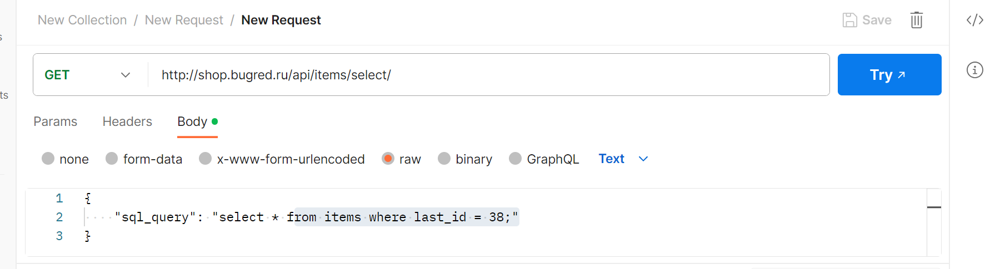 New Collection / New Request / New Request
Save
s
GET
http://shop.bugred.ru/api/items/select/
Try
ts
Params
Headers
Body
none
form-data
x-www-form-urlencoded
raw
binary
GraphQL
Text
1 {
2 "sql_query": "select * from items where last_id = 38;"
3 }